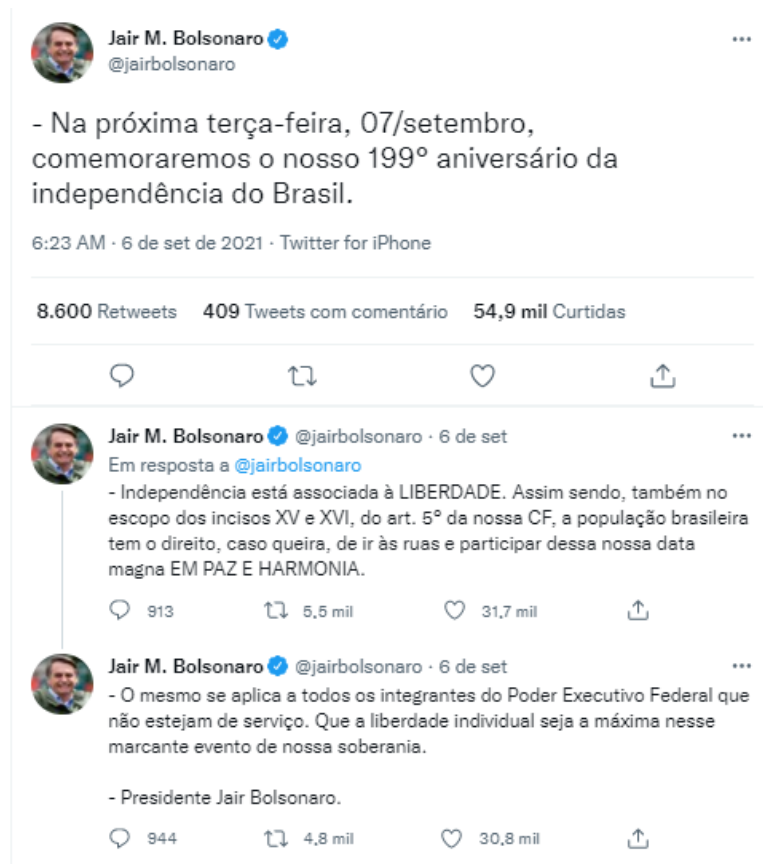 Jair M. Bolsonaro
@jairbolsonaro
- Na próxima terça-feira, 07/setembro,
comemoraremos o nosso 199° aniversário da
independência do Brasil.
6:23 AM · 6 de set de 2021 · Twitter for iPhone
8.600 Retweets 409 Tweets com comentário 54,9 mil Curtidas
Jair M. Bolsonaro @jairbolsonaro · 6 de set
Em resposta a @jairbolsonaro
- Independência está associada à LIBERDADE. Assim sendo, também no
escopo dos incisos XV e XVI, do art. 5° da nossa CF, a população brasileira
tem o direito, caso queira, de ir às ruas e participar dessa nossa data
magna EM PAZ E HARMONIA.
913 5,5 mil 31,7 mil
Jair M. Bolsonaro @jairbolsonaro · 6 de set
- O mesmo se aplica a todos os integrantes do Poder Executivo Federal que
não estejam de serviço. Que a liberdade individual seja a máxima nesse
marcante evento de nossa soberania.
- Presidente Jair Bolsonaro.
944 4,8 mil 30,8 mil